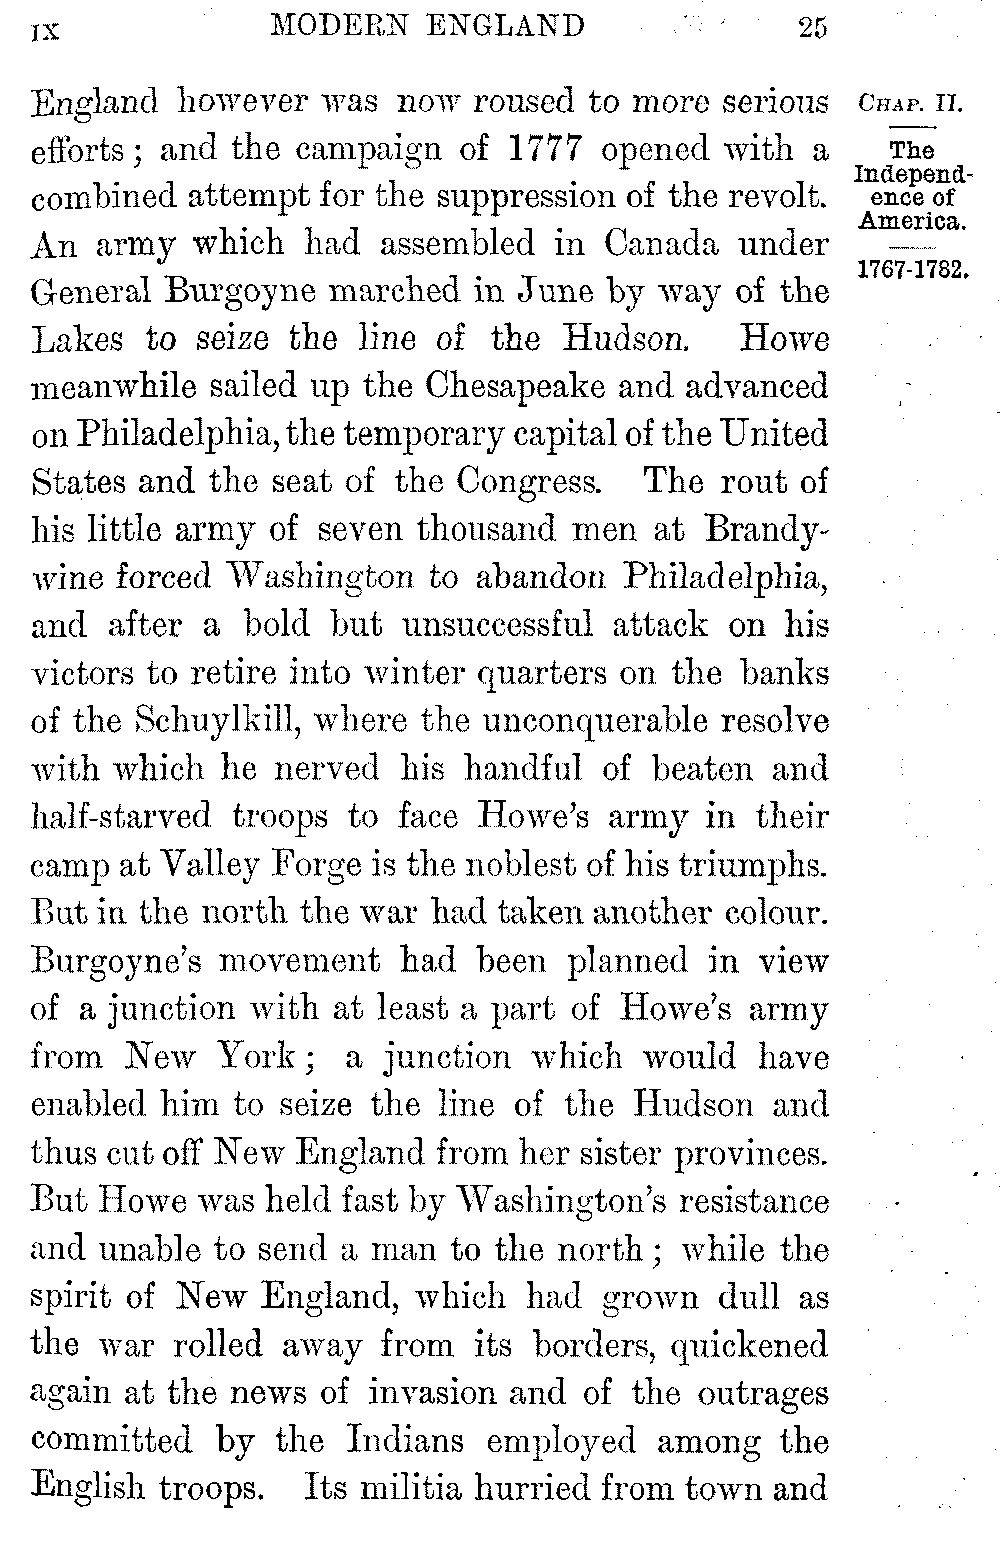 IX MODERN ENGLAND 25
England however was now roused to more serious
efforts; and the campaign of 1777 opened with a
combined attempt for the suppression of the revolt.
An army which had assembled in Canada under
General Burgoyne marched in June by way of the
Lakes to seize the line of the Hudson. Howe
meanwhile sailed up the Chesapeake and advanced
on Philadelphia, the temporary capital of the United
States and the seat of the Congress. The rout of
his little army of seven thousand men at Brandy-
wine forced Washington to abandon Philadelphia,
and after a bold but unsuccessful attack on his
victors to retire into winter quarters on the banks
of the Schuylkill, where the unconquerable resolve
with which he nerved his handful of beaten and
half-starved troops to face Howe's army in their
camp at Valley Forge is the noblest of his triumphs.
But in the north the war had taken another colour.
Burgoyne's movement had been planned in view
of a junction with at least a part of Howe's army
from New York; a junction which would have
enabled him to seize the line of the Hudson and
thus cut off New England from her sister provinces.
But Howe was held fast by Washington's resistance
and unable to send a man to the north; while the
spirit of New England, which had grown dull as
the war rolled away from its borders, quickened
again at the news of invasion and of the outrages
committed by the Indians employed among the
English troops. Its militia hurried from town and
CHAP. II.
The
Independ-
ence of
America.
1767-1782.